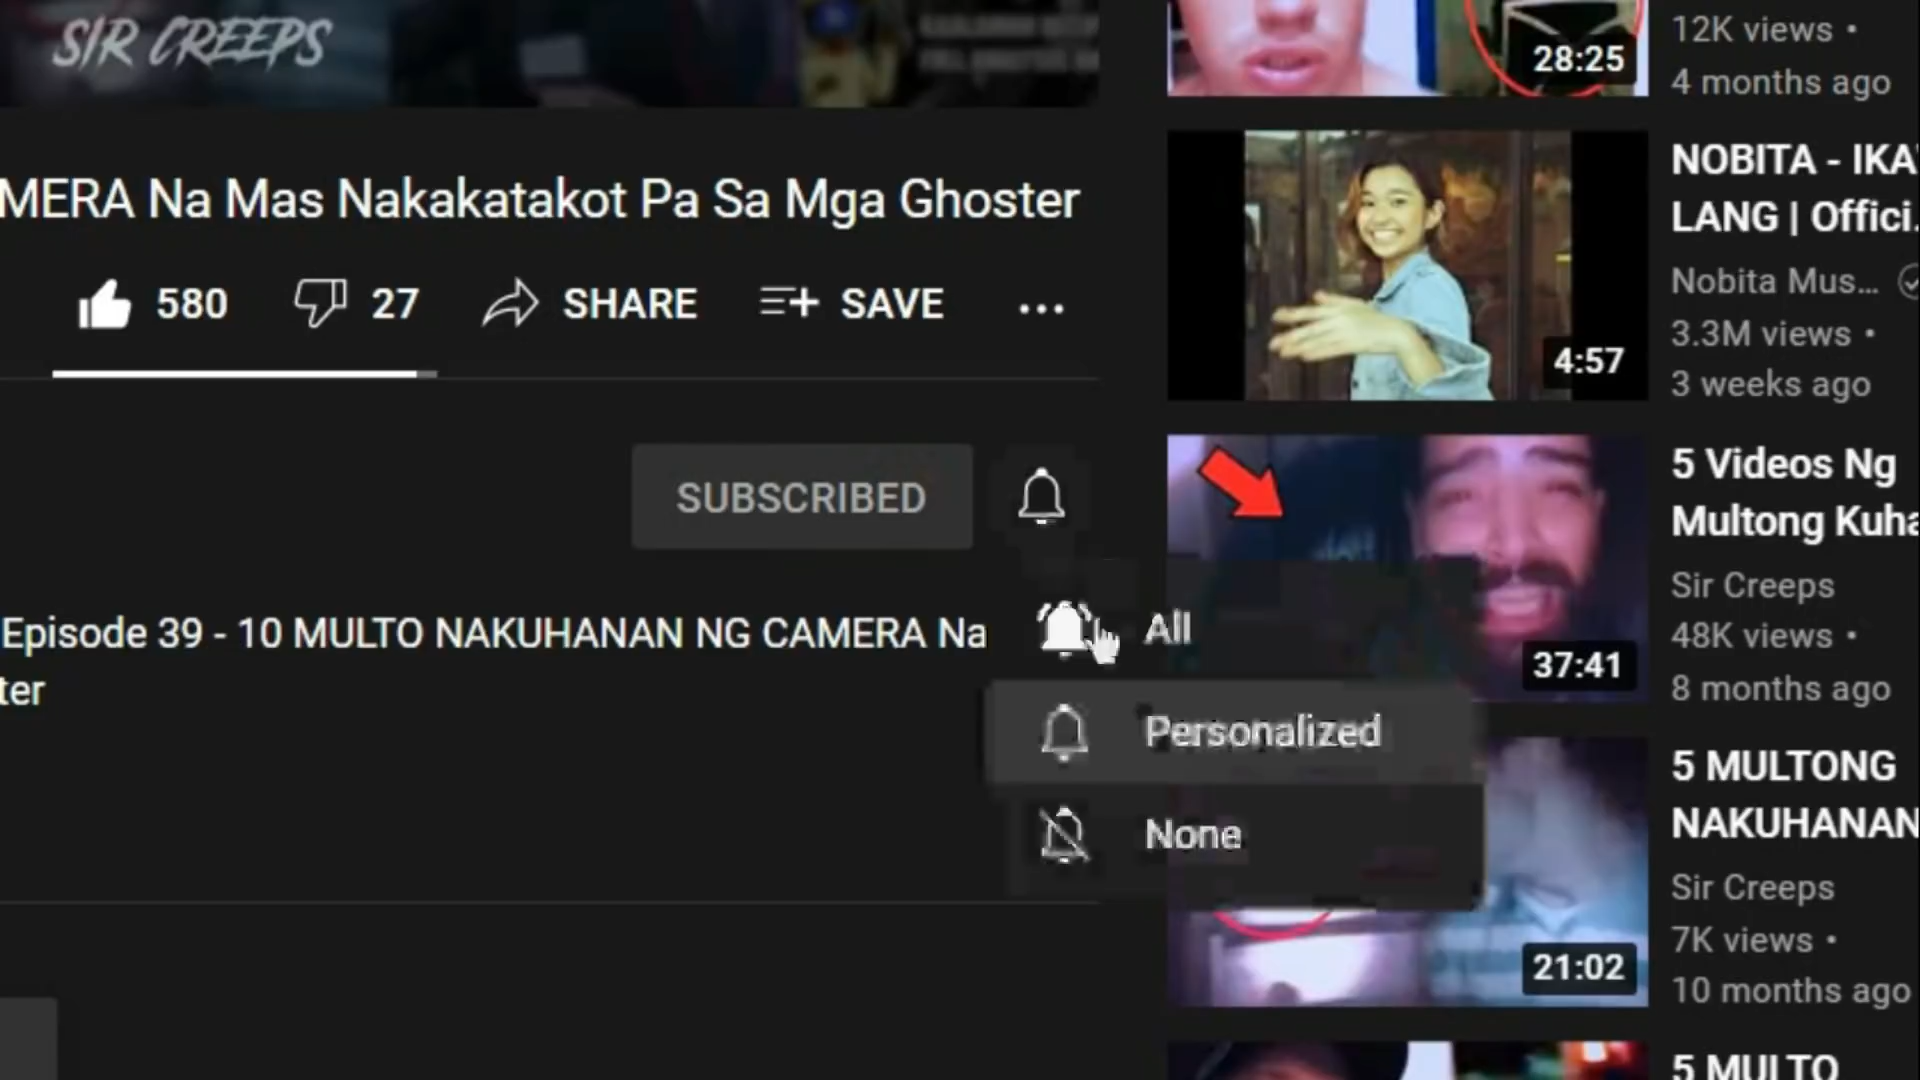 SIR CREEPS
MERA Na Mas Nakakatakot Pa Sa Mga Ghoster
580
27
SHARE
SAVE
SUBSCRIBED
Episode 39 - 10 MULTO NAKUHANAN NG CAMERA Na
ter
All
Personalized
None
28:25
12K views •
4 months ago
4:57
NOBITA - IKA
LANG | Offici.
Nobita Mus...
3.3M views •
3 weeks ago
37:41
5 Videos Ng
Multong Kuha
Sir Creeps
48K views •
8 months ago
21:02
5 MULTONG
NAKUHANAN
Sir Creeps
7K views •
10 months ago
5 MULTO